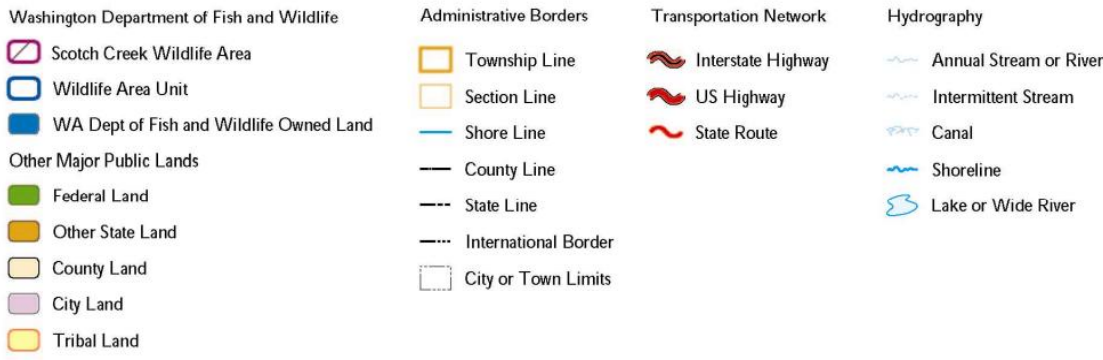 Washington Department of Fish and Wildlife
Scotch Creek Wildlife Area
Wildlife Area Unit
WA Dept of Fish and Wildlife Owned Land
Other Major Public Lands
Federal Land
Other State Land
County Land
City Land
Tribal Land
Administrative Borders
Township Line
Section Line
Shore Line
County Line
State Line
International Border
City or Town Limits
Transportation Network
Interstate Highway
US Highway
State Route
Hydrography
Annual Stream or River
Intermittent Stream
Canal
Shoreline
Lake or Wide River